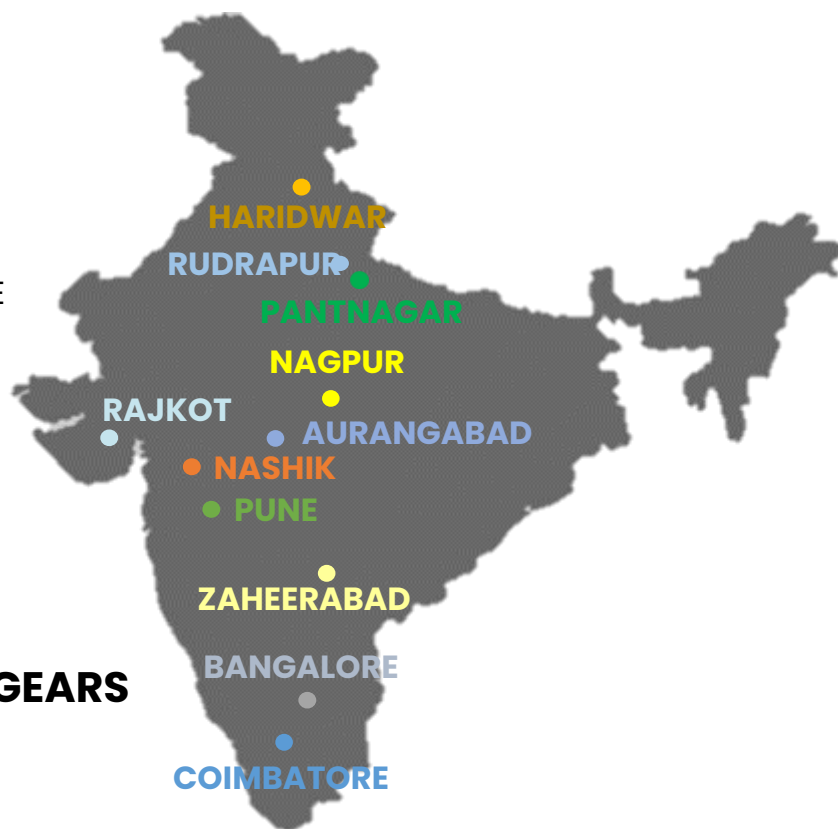 HARIDWAR
RUDRAPUR
E
PANTNAGAR
NAGPUR
RAJKOT
AURANGABAD
NASHIK
PUNE
ZAHEERABAD
BANGALORE
GEARS
COIMBATORE